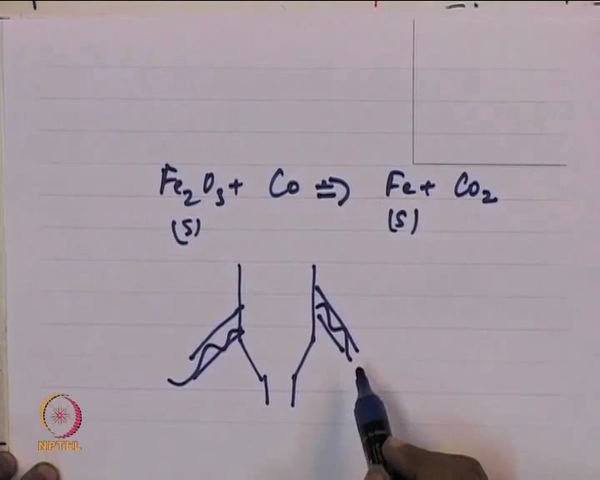 Fe₂O₃ + CO ⇒ Fe + CO₂
(s) (s)
NPTEL